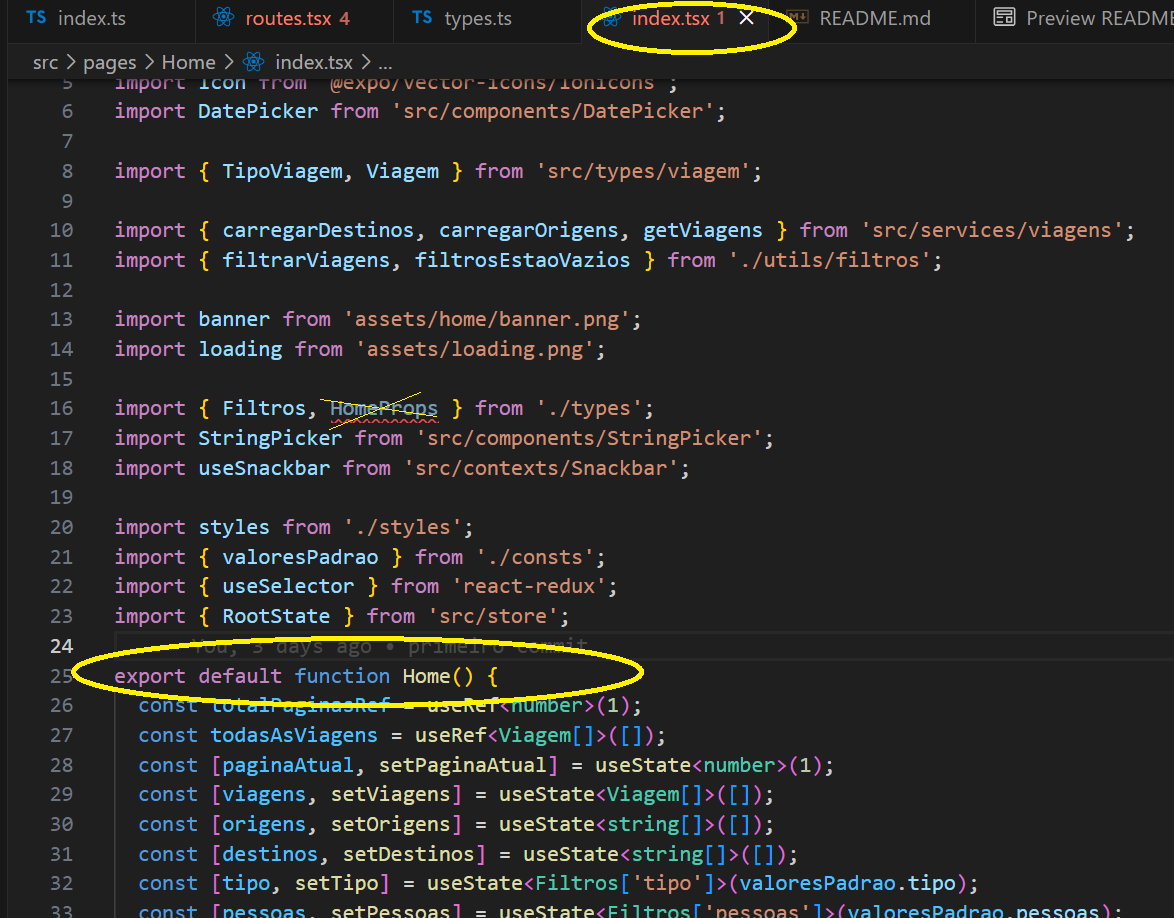 index.ts routes.tsx 4 types.ts index.tsx 1 README.md Preview README
src > pages > Home > index.tsx > ...
5 import Icon from '@expo/vector-icons/Ionicons';
6 import DatePicker from 'src/components/DatePicker';
7
8 import { TipoViagem, Viagem } from 'src/types/viagem';
9
10 import { carregarDestinos, carregarOrigens, getViagens } from 'src/services/viagens';
11 import { filtrarViagens, filtrosEstaoVazios } from './utils/filtros';
12
13 import banner from 'assets/home/banner.png';
14 import loading from 'assets/loading.png';
15
16 import { Filtros, HomeProps } from './types';
17 import StringPicker from 'src/components/StringPicker';
18 import useSnackbar from 'src/contexts/Snackbar';
19
20 import styles from './styles';
21 import { valoresPadrao } from './consts';
22 import { useSelector } from 'react-redux';
23 import { RootState } from 'src/store';
24 You, 3 days ago • primeiro commit
25 export default function Home() {
26 const totalPaginasRef = useRef<number>(1);
27 const todasAsViagens = useRef<Viagem[]>([]);
28 const [paginaAtual, setPaginaAtual] = useState<number>(1);
29 const [viagens, setViagens] = useState<Viagem[]>([]);
30 const [origens, setOrigens] = useState<string[]>([]);
31 const [destinos, setDestinos] = useState<string[]>([]);
32 const [tipo, setTipo] = useState<Filtros['tipo']>(valoresPadrao.tipo);
33 const [pessoas, setPessoas] = useState<Filtros['pessoas']>(valoresPadrao.pessoas);